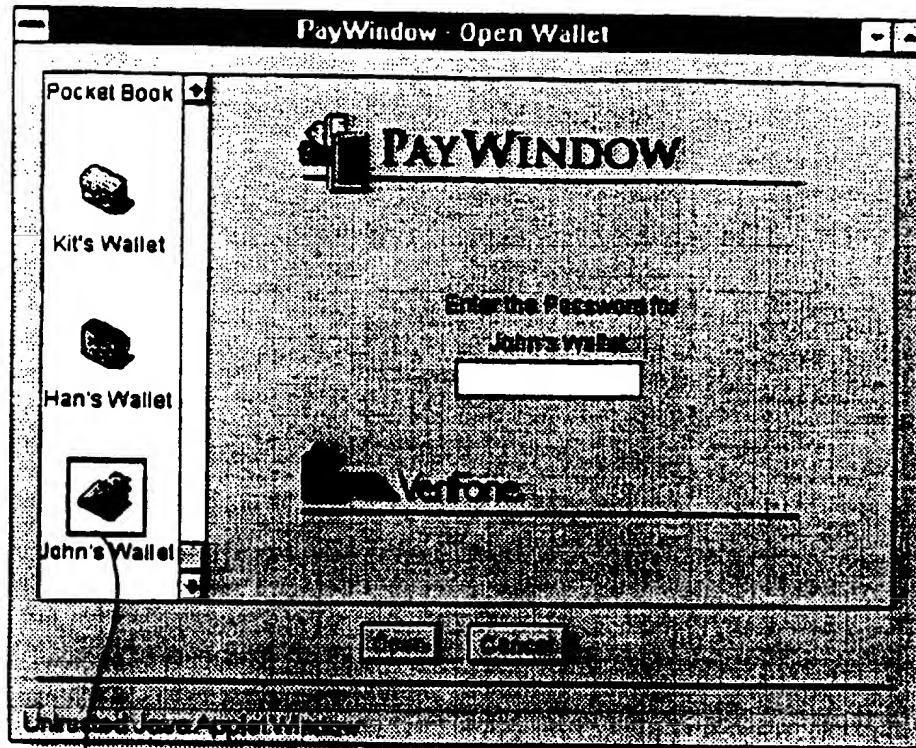 PayWindow - Open Wallet
Pocket Book
Kit's Wallet
Han's Wallet
John's Wallet
PAYWINDOW
Enter the Password for
John's Wallet
VeriFone
Open
Cancel
Untrusted Java Applet Window